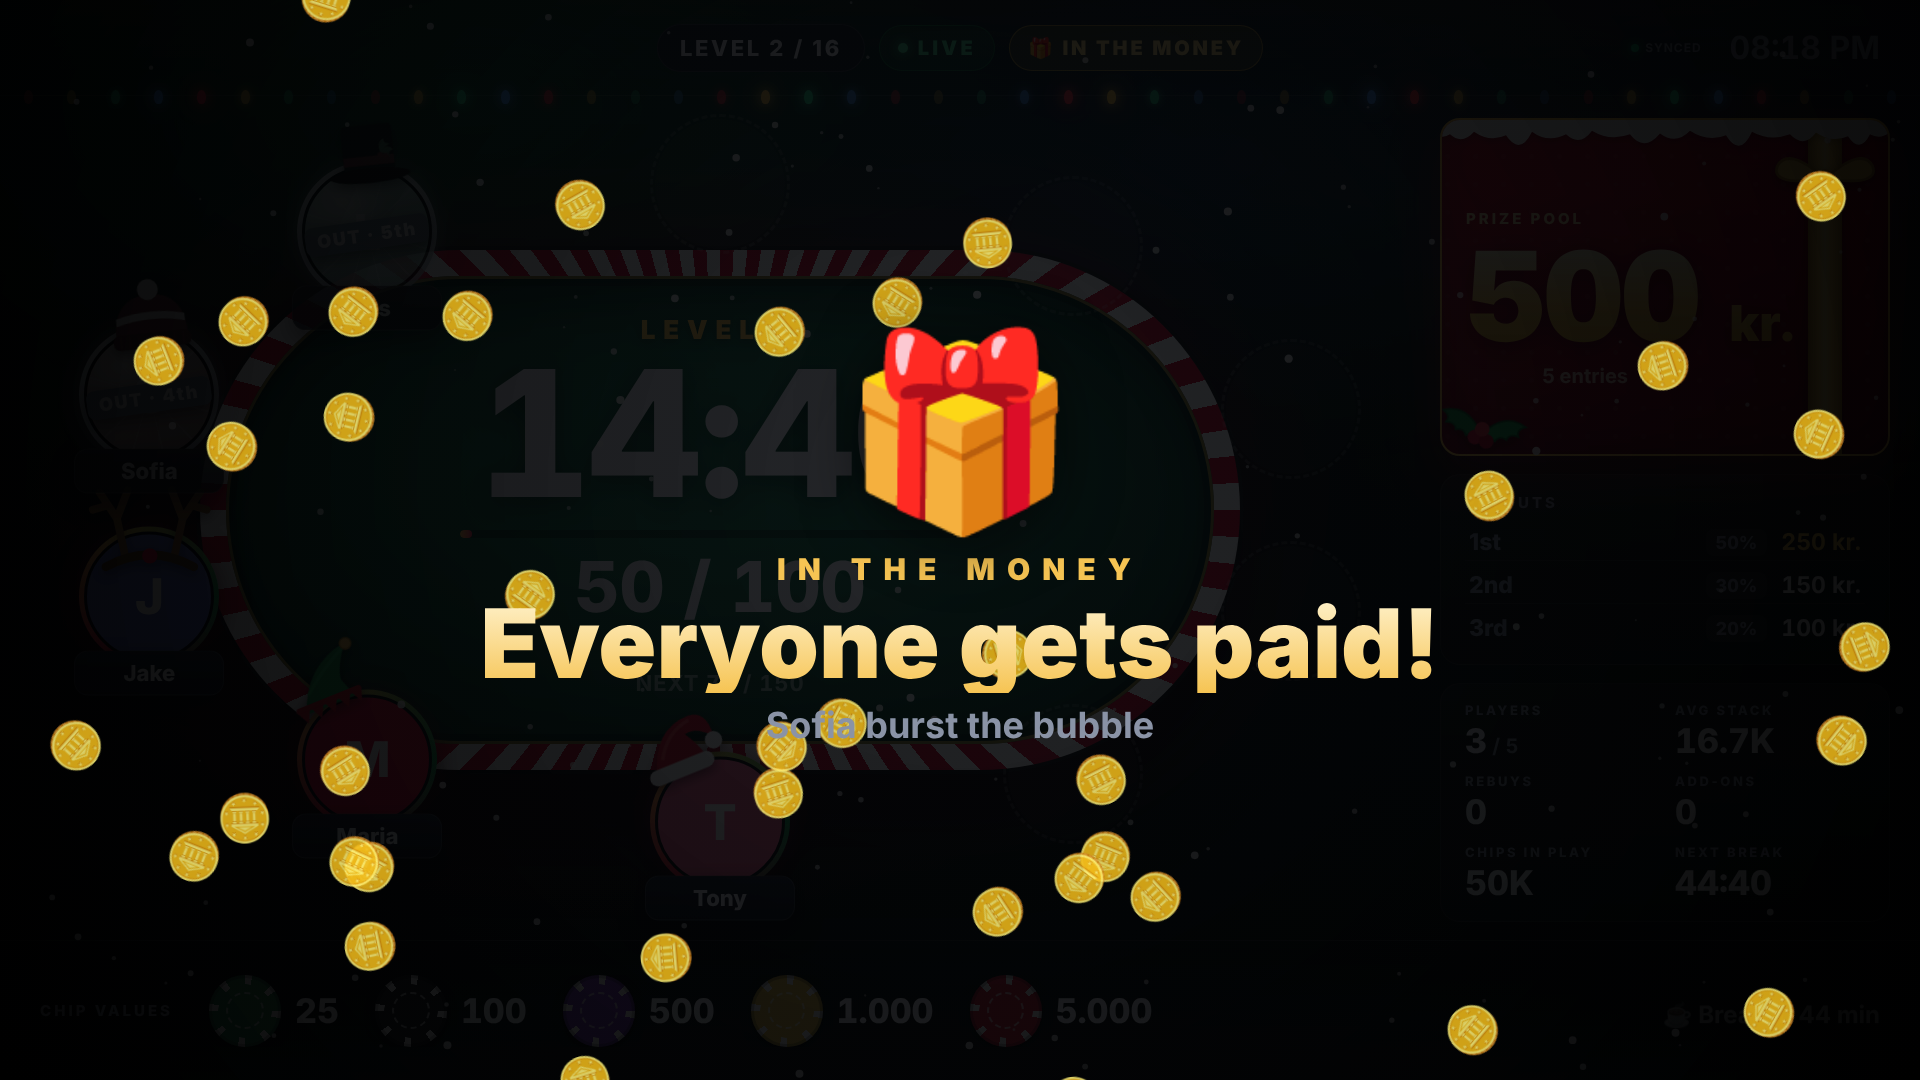 LEVEL 2 / 16
LIVE
IN THE MONEY
SYNCED
08:18 PM
OUT · 5th
OUT · 4th
Sofia
J
Jake
M
Maria
T
Tony
LEVEL
14:4
50 / 100
NEXT
/ 150
IN THE MONEY
Everyone gets paid!
Sofia burst the bubble
PRIZE POOL
500 kr.
5 entries
1st 50% 250 kr.
2nd 30% 150 kr.
3rd 20% 100
PLAYERS
3 / 5
AVG STACK
16.7K
REBUYS
0
ADD-ONS
0
CHIPS IN PLAY
50K
NEXT BREAK
44:40
CHIP VALUES
25
100
500
1.000
5.000
44 min